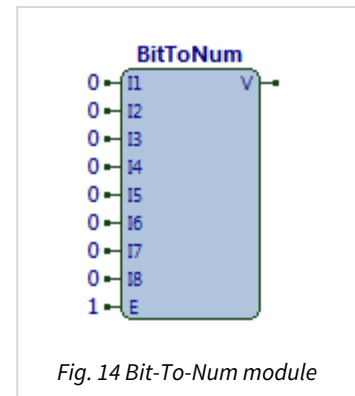 BitToNum
0 I1 V
0 I2
0 I3
0 I4
0 I5
0 I6
0 I7
0 I8
1 E
Fig. 14 Bit-To-Num module